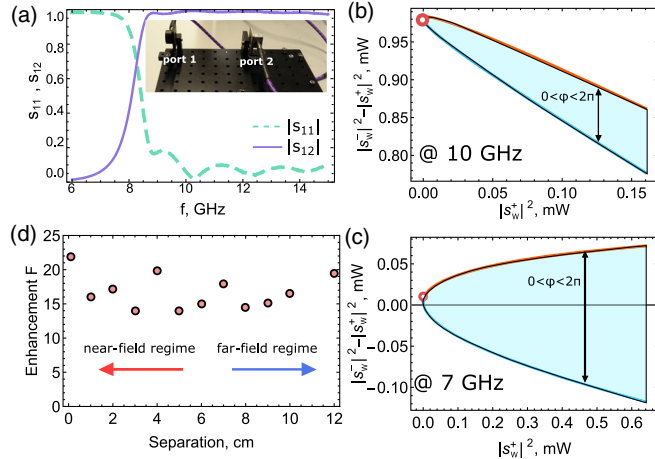 (a)
1.0
0.8
0.6
0.4
0.2
0.0
s₁₁ , s₁₂
port 1
port 2
|s₁₁|
|s₁₂|
6
8
10
12
14
f, GHz
(b)
0.95
0.90
0.85
0.80
|s_w⁻|² – |s_w⁺|², mW
0<φ<2π
@ 10 GHz
0.00
0.05
0.10
0.15
|s_w⁺|², mW
(d)
25
20
15
10
5
0
Enhancement F
near-field regime
far-field regime
0
2
4
6
8
10
12
Separation, cm
(c)
0.05
0.00
–0.10
|s_w⁻|² – |s_w⁺|², mW
0<φ<2π
@ 7 GHz
0.0
0.1
0.2
0.3
0.4
0.5
0.6
|s_w⁺|², mW